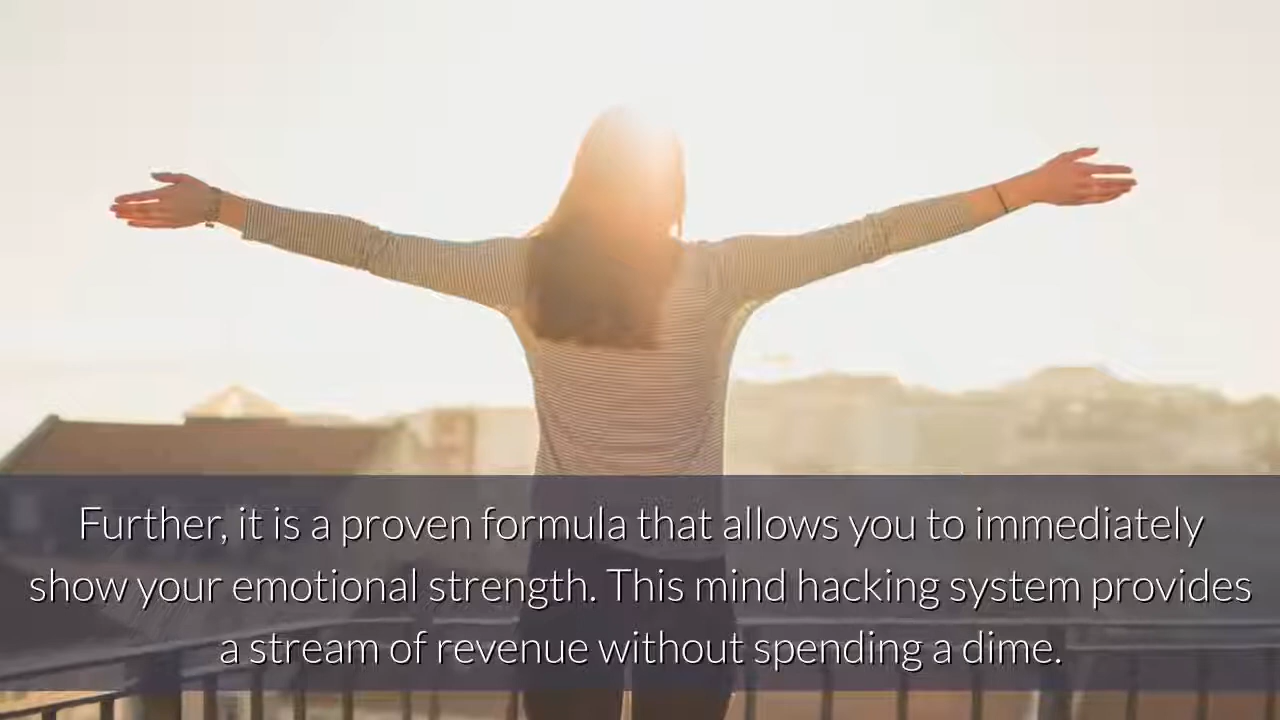 Further, it is a proven formula that allows you to immediately
show your emotional strength. This mind hacking system provides
a stream of revenue without spending a dime.